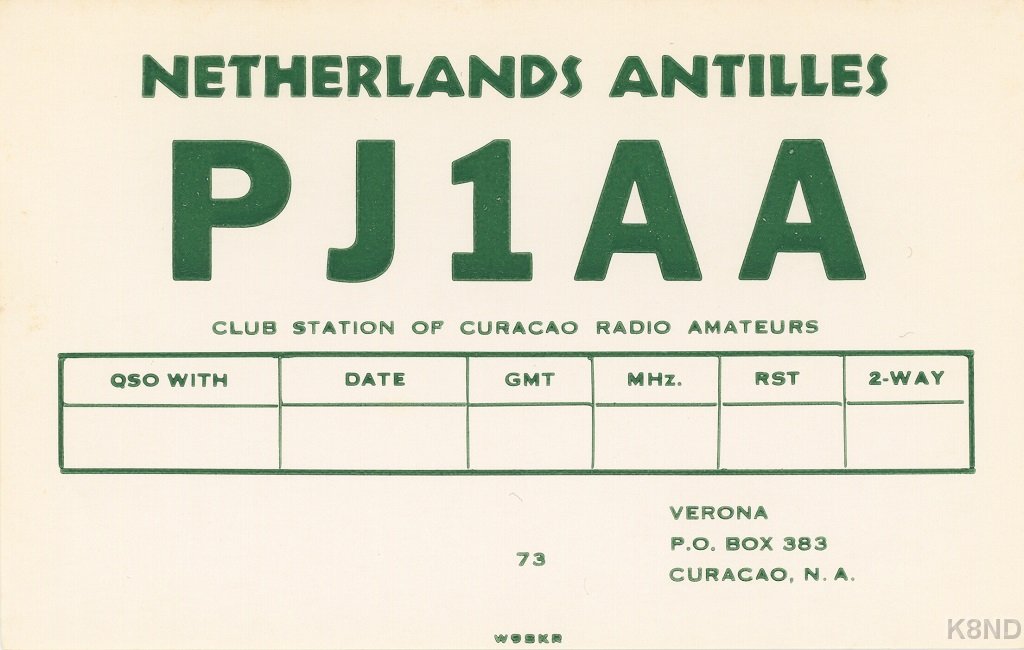 NETHERLANDS ANTILLES
PJ1AA
CLUB STATION OF CURACAO RADIO AMATEURS
QSO WITH DATE GMT MHz. RST 2-WAY
VERONA
P.O. BOX 383
73
CURACAO, N. A.
K8ND